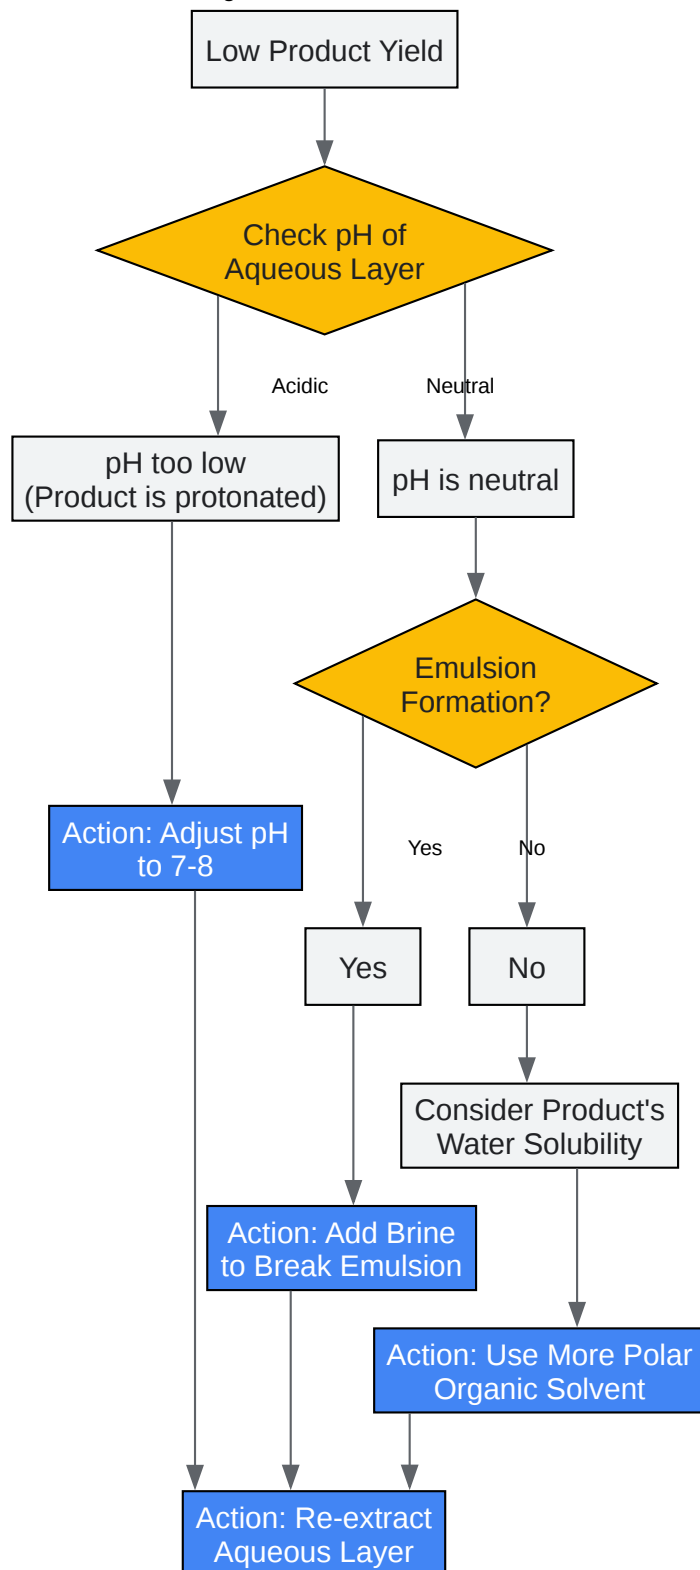 Low Product Yield
Check pH of
Aqueous Layer
Acidic
Neutral
pH too low
(Product is protonated)
pH is neutral
Emulsion
Formation?
Action: Adjust pH
to 7-8
Yes
No
Yes
No
Consider Product's
Water Solubility
Action: Add Brine
to Break Emulsion
Action: Use More Polar
Organic Solvent
Action: Re-extract
Aqueous Layer